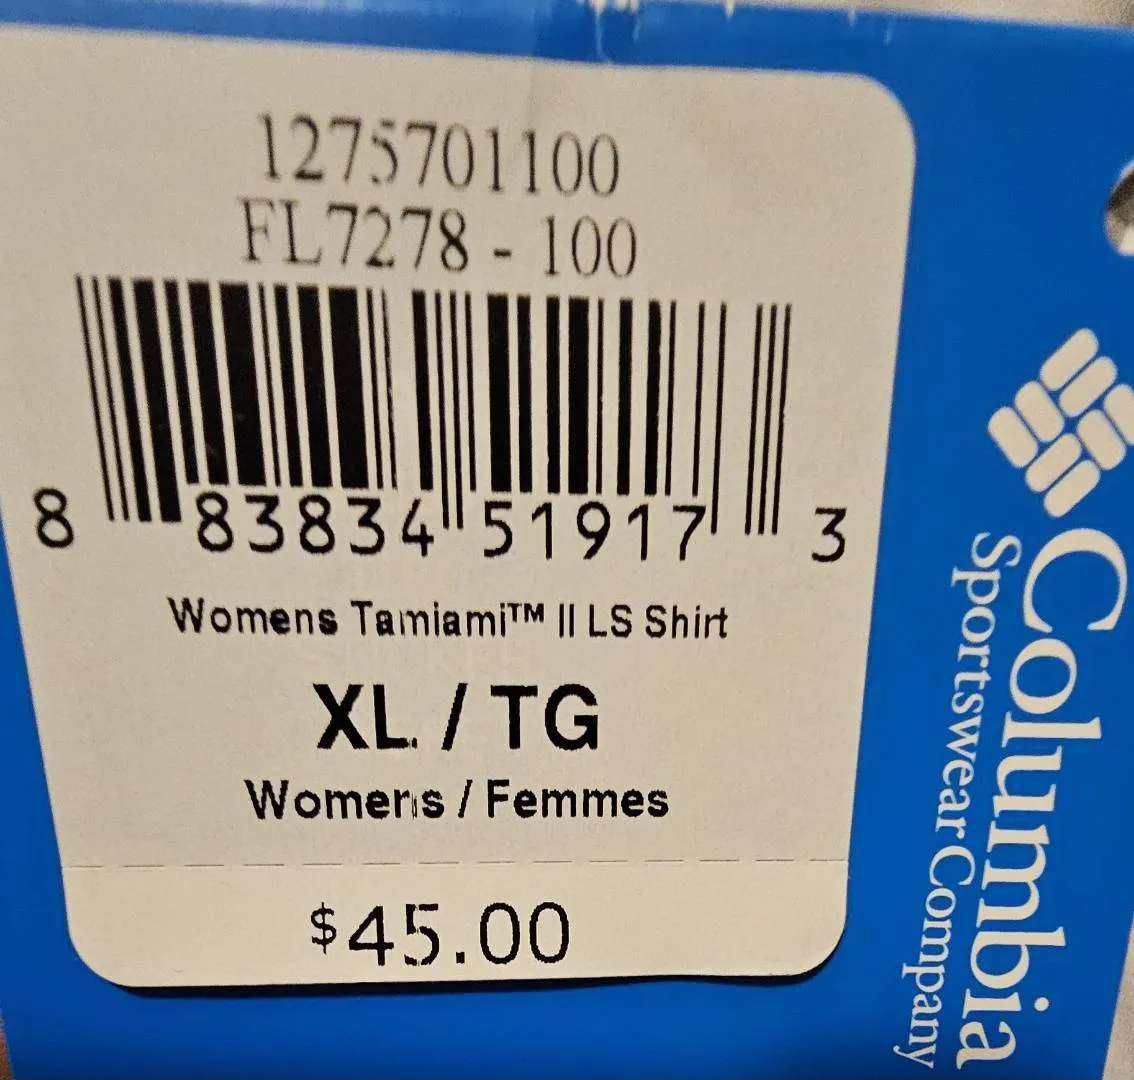 1275701100
FL7278 - 100
8 83834 51917 3
Womens Tamiami™ II LS Shirt
XL / TG
Womens / Femmes
$45.00
Columbia
Sportswear Company